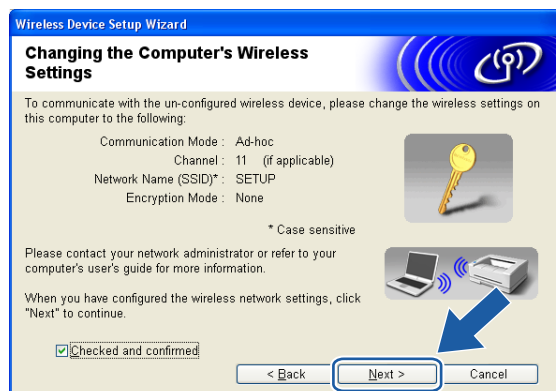 Wireless Device Setup Wizard
Changing the Computer's Wireless
Settings
To communicate with the un-configured wireless device, please change the wireless settings on
this computer to the following:
Communication Mode : Ad-hoc
Channel : 11 (if applicable)
Network Name (SSID)* : SETUP
Encryption Mode : None
* Case sensitive
Please contact your network administrator or refer to your
computer's user's guide for more information.
When you have configured the wireless network settings, click
"Next" to continue.
Checked and confirmed
< Back
Next >
Cancel